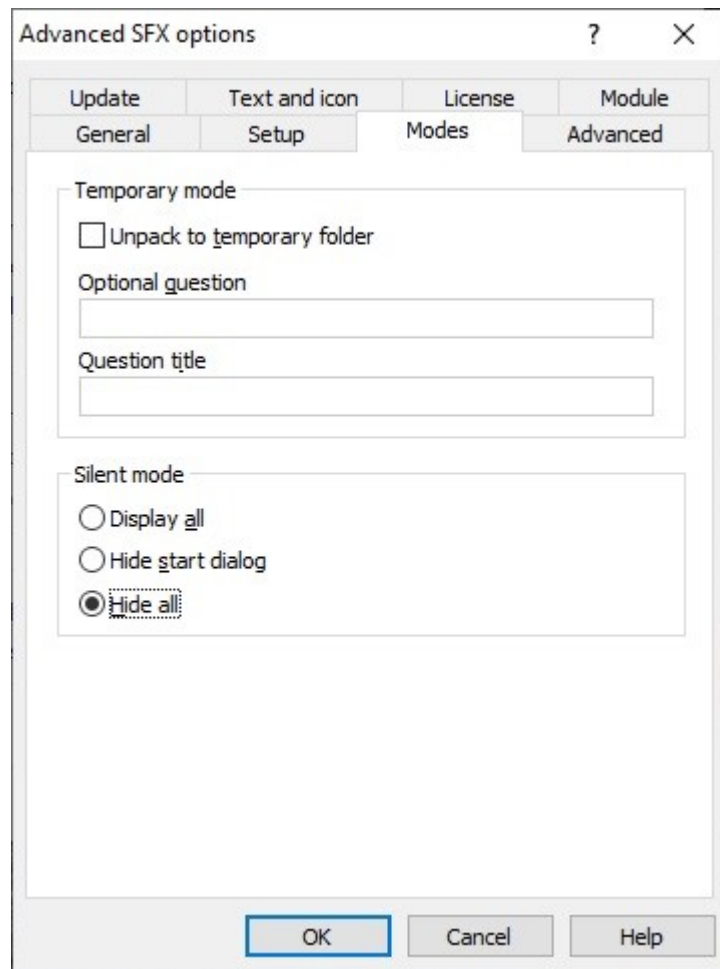 Advanced SFX options
?
Update Text and icon License Module
General Setup Modes Advanced
Temporary mode
Unpack to temporary folder
Optional question
Question title
Silent mode
Display all
Hide start dialog
Hide all
OK Cancel Help